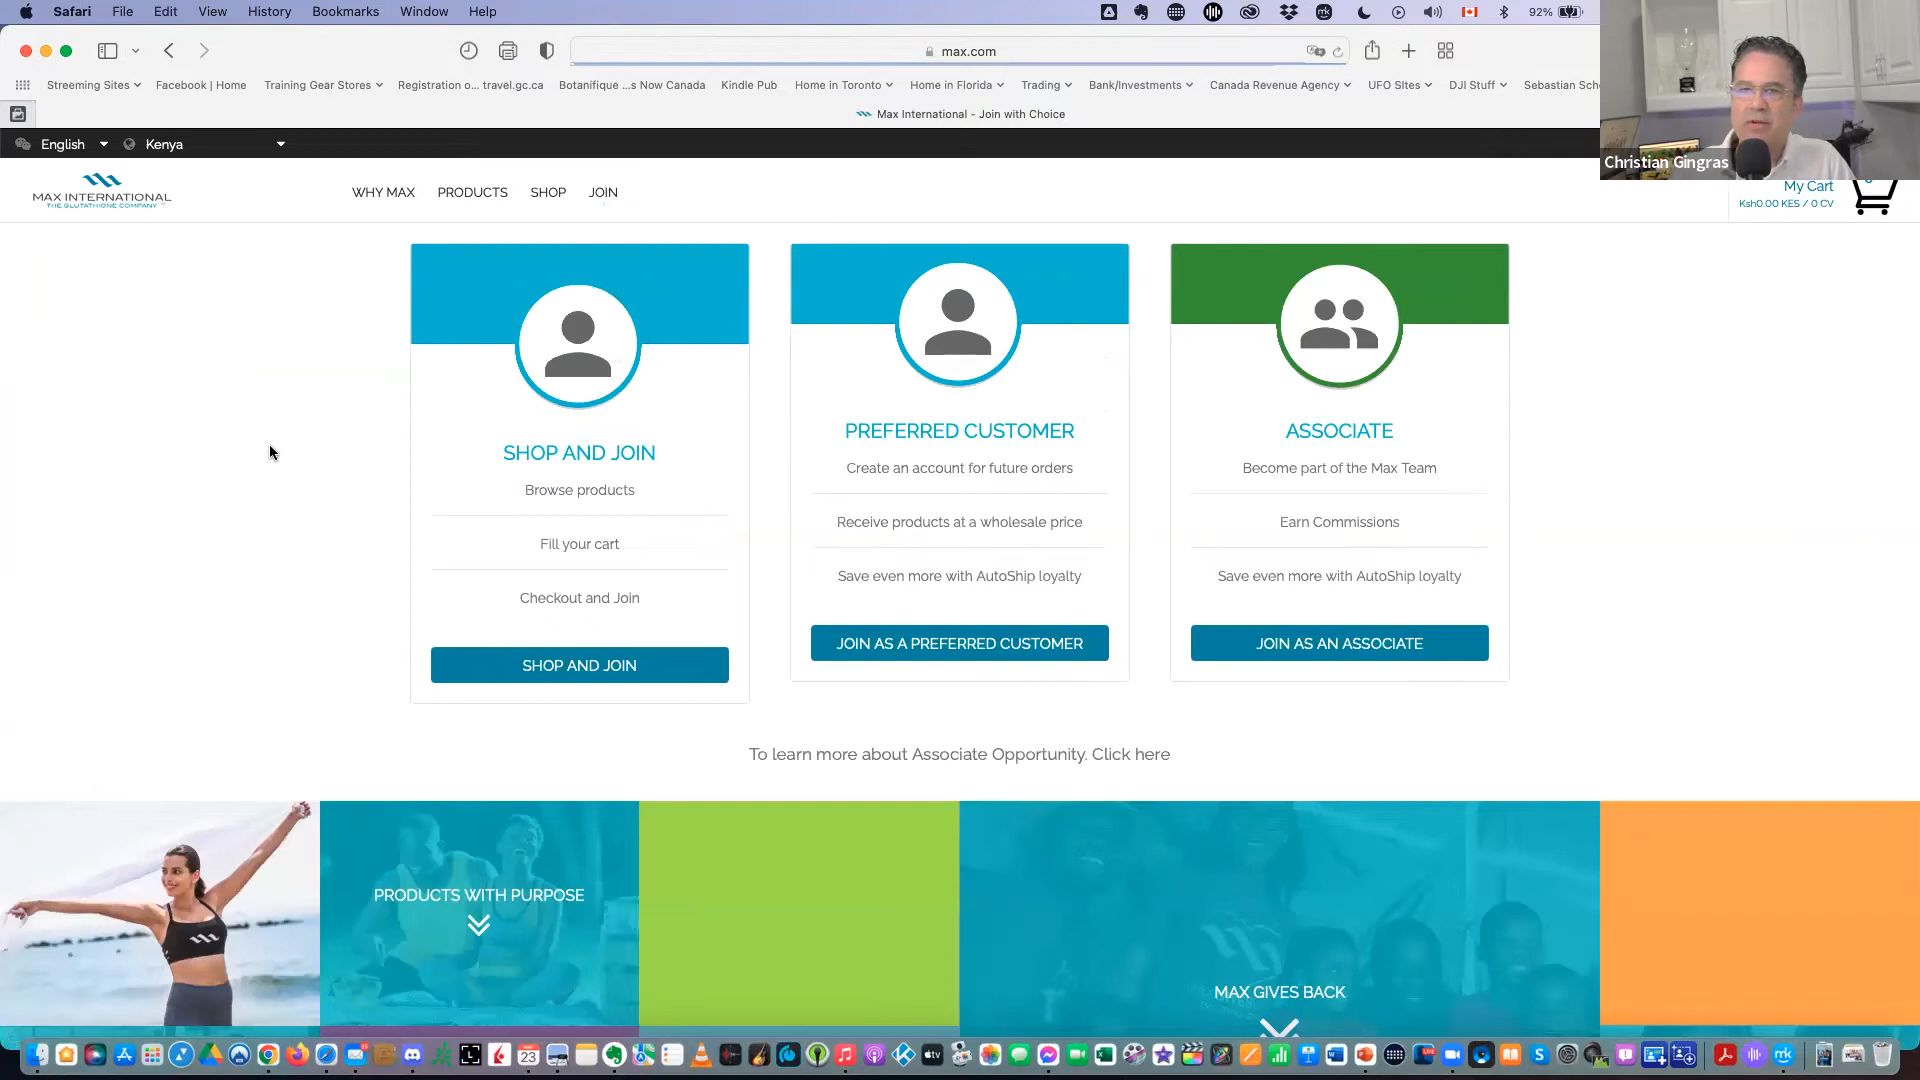 Safari File Edit View History Bookmarks Window Help 92%
max.com
Streeming Sites Facebook | Home Training Gear Stores Registration o... travel.gc.ca Botanifique ...s Now Canada Kindle Pub Home in Toronto Home in Florida Trading Bank/Investments Canada Revenue Agency UFO SItes DJI Stuff Sebastian Sch
Max International - Join with Choice
English Kenya
Christian Gingras
MAX INTERNATIONAL
THE GLUTATHIONE COMPANY
WHY MAX PRODUCTS SHOP JOIN
My Cart
Ksh0.00 KES / 0 CV
SHOP AND JOIN
Browse products
Fill your cart
Checkout and Join
SHOP AND JOIN
PREFERRED CUSTOMER
Create an account for future orders
Receive products at a wholesale price
Save even more with AutoShip loyalty
JOIN AS A PREFERRED CUSTOMER
ASSOCIATE
Become part of the Max Team
Earn Commissions
Save even more with AutoShip loyalty
JOIN AS AN ASSOCIATE
To learn more about Associate Opportunity. Click here
PRODUCTS WITH PURPOSE
MAX GIVES BACK
23